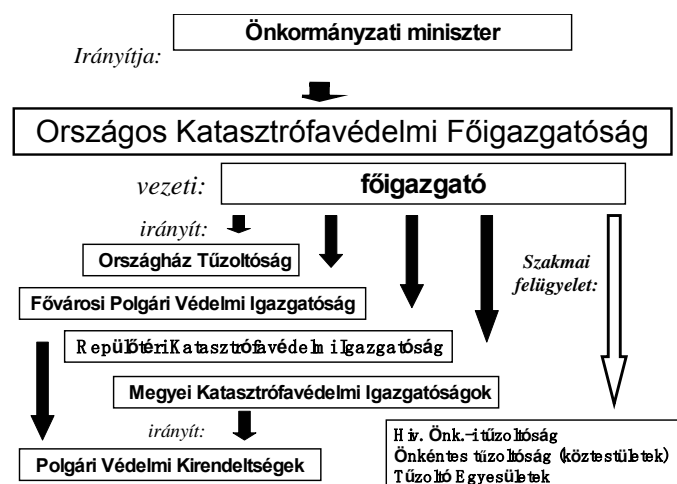 Önkormányzati miniszter
Irányítja:
Országos Katasztrófavédelmi Főigazgatóság
vezeti:
főigazgató
irányít:
Országház Tűzoltóság
Szakmai
felügyelet:
Fővárosi Polgári Védelmi Igazgatóság
Repülőtéri Katasztrófavédelmi Igazgatóság
Megyei Katasztrófavédelmi Igazgatóságok
irányít:
Polgári Védelmi Kirendeltségek
Hiv. Önk.-i tűzoltóság
Önkéntes tűzoltóság (köztestületek)
Tűzoltó Egyesületek